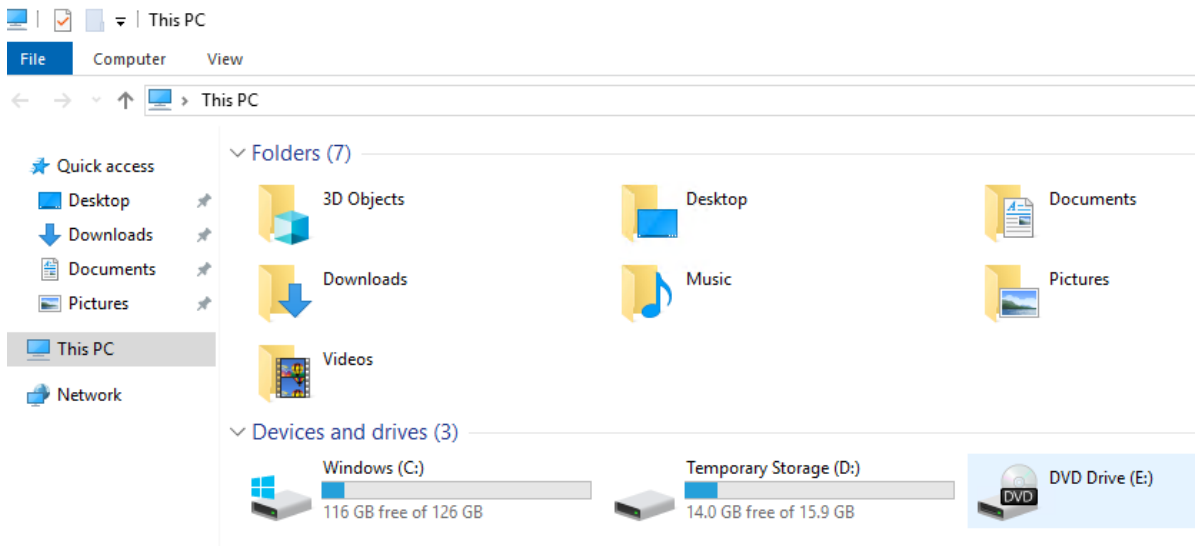 This PC
File Computer View
This PC
Quick access
Desktop
Downloads
Documents
Pictures
This PC
Network
Folders (7)
3D Objects
Desktop
Documents
Downloads
Music
Pictures
Videos
Devices and drives (3)
Windows (C:)
116 GB free of 126 GB
Temporary Storage (D:)
14.0 GB free of 15.9 GB
DVD Drive (E:)
DVD